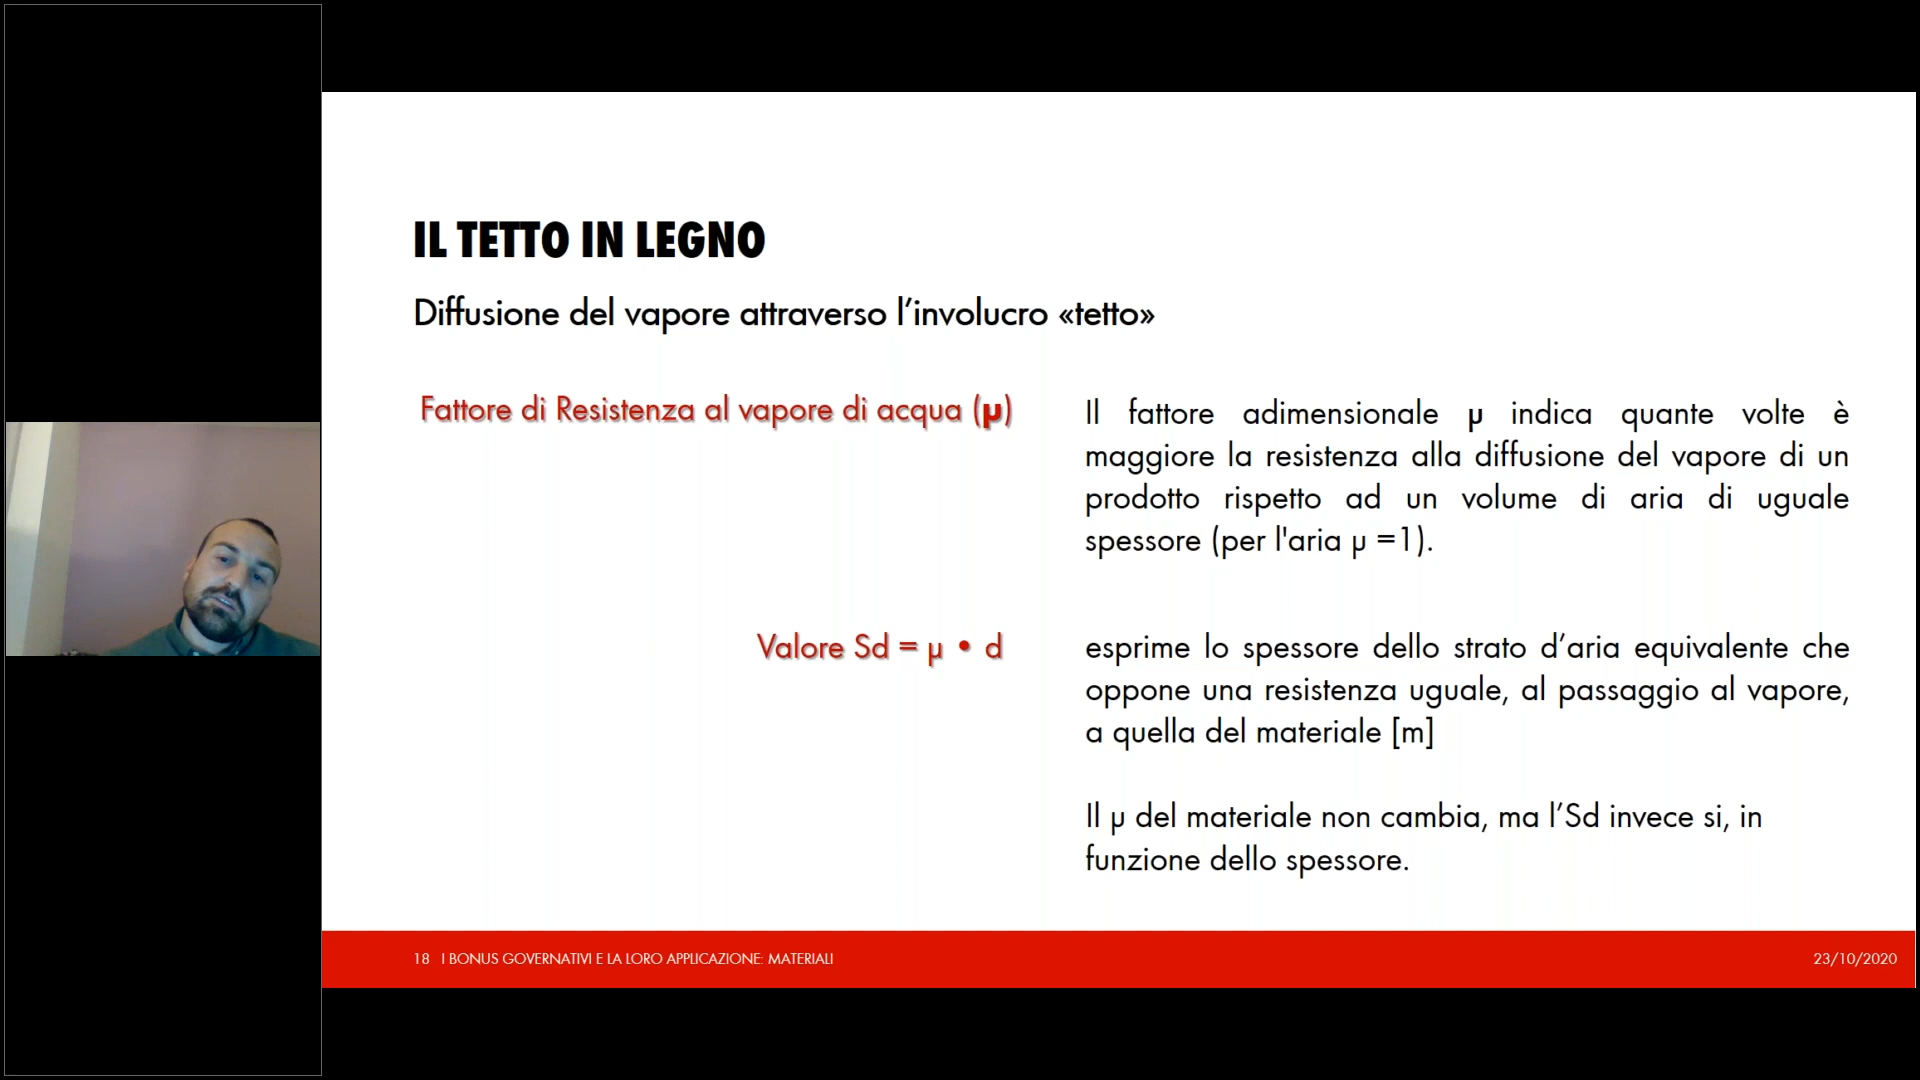 IL TETTO IN LEGNO
Diffusione del vapore attraverso l’involucro «tetto»
Fattore di Resistenza al vapore di acqua (µ)
Il fattore adimensionale µ indica quante volte è
maggiore la resistenza alla diffusione del vapore di un
prodotto rispetto ad un volume di aria di uguale
spessore (per l'aria µ =1).
Valore Sd = µ • d
esprime lo spessore dello strato d’aria equivalente che
oppone una resistenza uguale, al passaggio al vapore,
a quella del materiale [m]
Il µ del materiale non cambia, ma l’Sd invece si, in
funzione dello spessore.
18 I BONUS GOVERNATIVI E LA LORO APPLICAZIONE: MATERIALI
23/10/2020